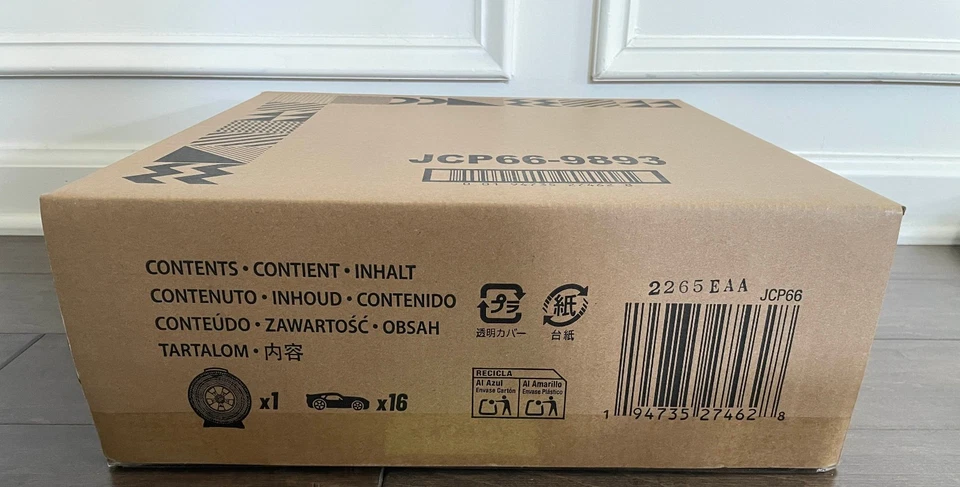 JCP66-9893
0 01 94735 27462 8
CONTENTS • CONTIENT • INHALT
CONTENUTO • INHOUD • CONTENIDO
CONTEÚDO • ZAWARTOŚĆ • OBSAH
TARTALOM • 内容
x1
x16
プラ
透明カバー
紙
台紙
RECICLA
Al Azul
Envase Cartón
Al Amarillo
Envase Plástico
2265EAA
JCP66
1 94735 27462 8